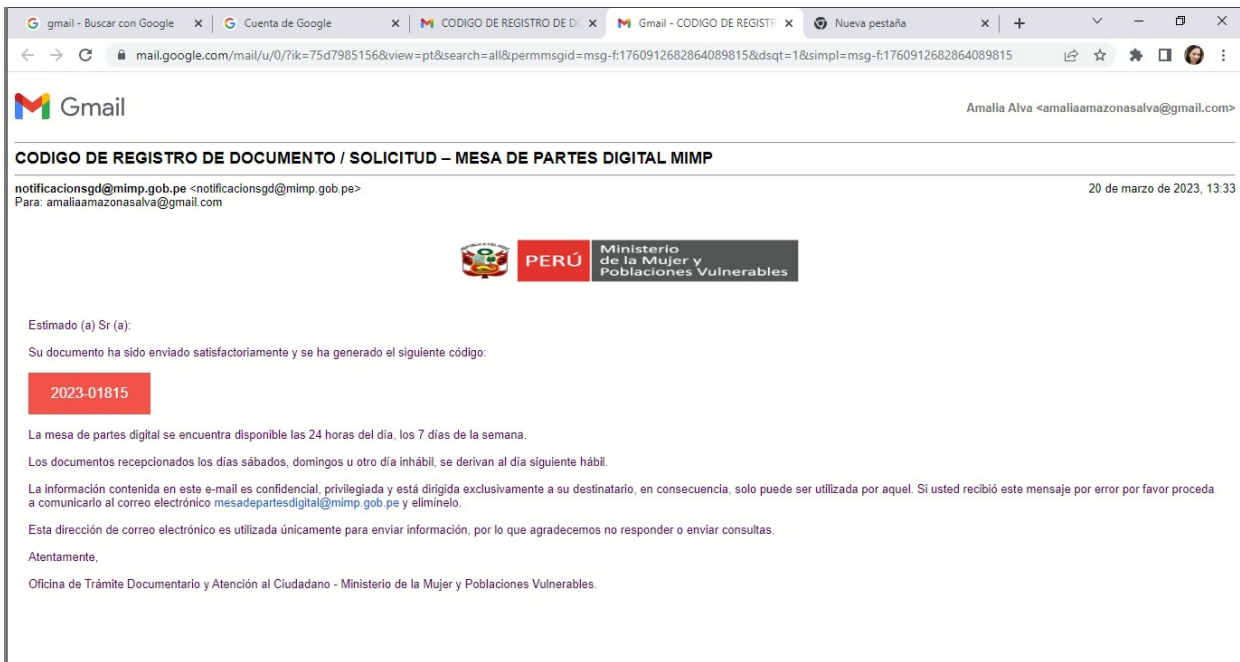 gmail - Buscar con Google
Cuenta de Google
CODIGO DE REGISTRO DE DO
Gmail - CODIGO DE REGISTR
Nueva pestaña
mail.google.com/mail/u/0/?ik=75d7985156&view=pt&search=all&permmsgid=msg-f:1760912682864089815&dsqt=1&simpl=msg-f:1760912682864089815
Gmail
Amalia Alva <amaliaamazonasalva@gmail.com>
CODIGO DE REGISTRO DE DOCUMENTO / SOLICITUD – MESA DE PARTES DIGITAL MIMP
notificacionsgd@mimp.gob.pe <notificacionsgd@mimp.gob.pe>
20 de marzo de 2023, 13:33
Para: amaliaamazonasalva@gmail.com
PERÚ
Ministerio
de la Mujer y
Poblaciones Vulnerables
Estimado (a) Sr (a):
Su documento ha sido enviado satisfactoriamente y se ha generado el siguiente código:
2023-01815
La mesa de partes digital se encuentra disponible las 24 horas del día, los 7 días de la semana.
Los documentos recepcionados los días sábados, domingos u otro día inhábil, se derivan al día siguiente hábil.
La información contenida en este e-mail es confidencial, privilegiada y está dirigida exclusivamente a su destinatario, en consecuencia, solo puede ser utilizada por aquel. Si usted recibió este mensaje por error por favor proceda
a comunicarlo al correo electrónico mesadepartesdigital@mimp.gob.pe y elimínelo.
Esta dirección de correo electrónico es utilizada únicamente para enviar información, por lo que agradecemos no responder o enviar consultas.
Atentamente,
Oficina de Trámite Documentario y Atención al Ciudadano - Ministerio de la Mujer y Poblaciones Vulnerables.